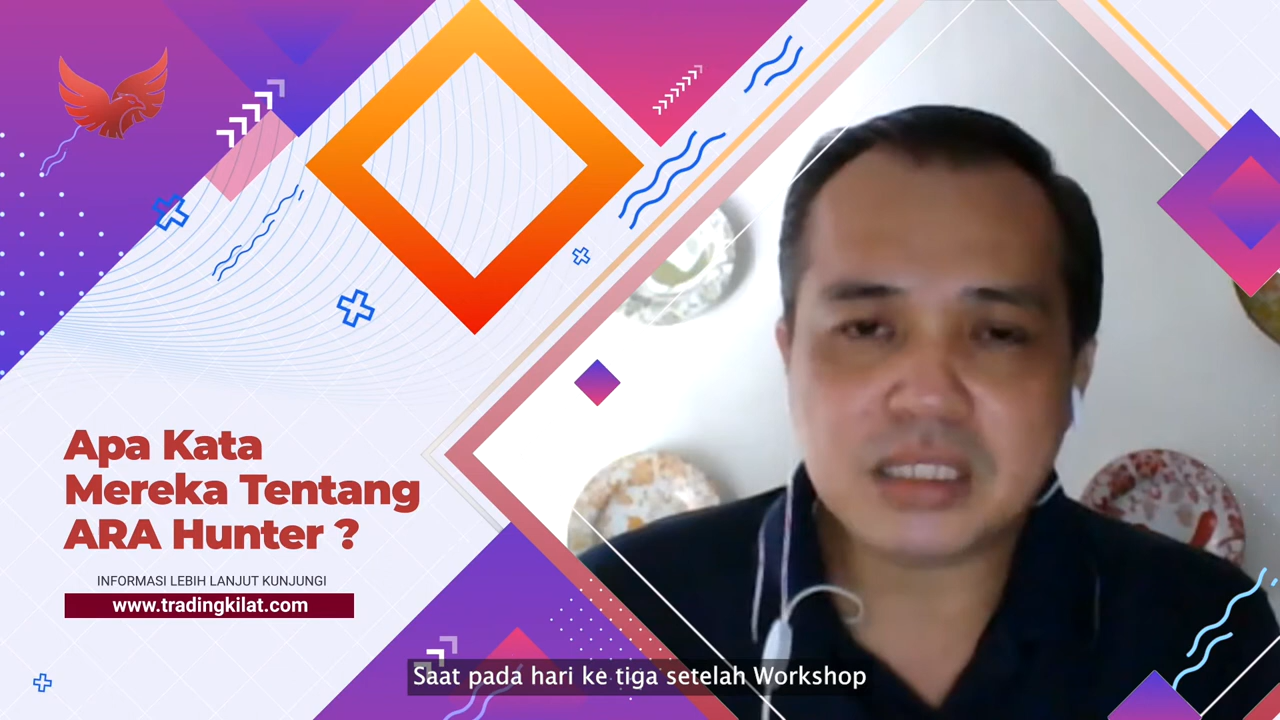 Apa Kata
Mereka Tentang
ARA Hunter ?
INFORMASI LEBIH LANJUT KUNJUNGI
www.tradingkilat.com
Saat pada hari ke tiga setelah Workshop